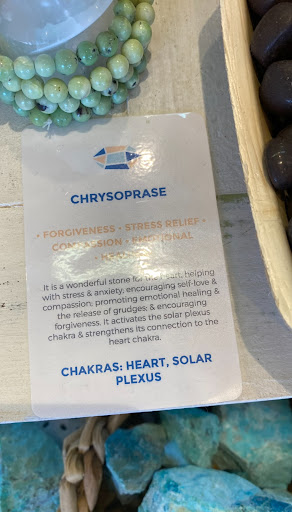 CHRYSOPRASE
• FORGIVENESS • STRESS RELIEF •
COMPASSION • EMOTIONAL
It is a wonderful stone for the heart, helping
with stress & anxiety; encouraging self-love &
compassion; promoting emotional healing &
the release of grudges; & encouraging
forgiveness. It activates the solar plexus
chakra & strengthens its connection to the
heart chakra.
CHAKRAS: HEART, SOLAR
PLEXUS